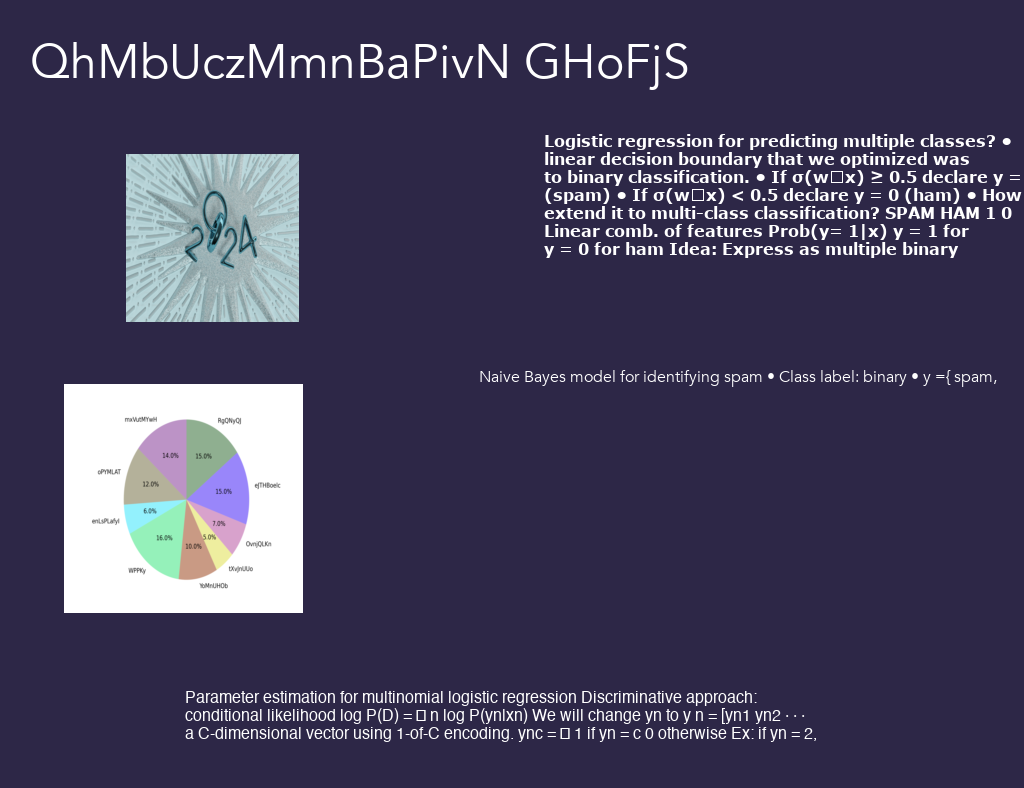 QhMbUczMmnBaPivN GHoFjS
Logistic regression for predicting multiple classes? •
linear decision boundary that we optimized was
to binary classification. • If σ(w□x) ≥ 0.5 declare y =
(spam) • If σ(w□x) < 0.5 declare y = 0 (ham) • How
extend it to multi-class classification? SPAM HAM 1 0
Linear comb. of features Prob(y= 1|x) y = 1 for
y = 0 for ham Idea: Express as multiple binary
2024
Naive Bayes model for identifying spam • Class label: binary • y ={ spam,
mxVutMYwH
RgQNyQJ
14.0%
15.0%
oPYMLAT
12.0%
15.0%
eJTHBoeIc
6.0%
enLsPLafyI
7.0%
16.0%
5.0%
10.0%
OvnjQLKn
WPPKy
tXvJnUUo
YoMnUHOb
Parameter estimation for multinomial logistic regression Discriminative approach:
conditional likelihood log P(D) = □ n log P(yn|xn) We will change yn to y n = [yn1 yn2 · · ·
a C-dimensional vector using 1-of-C encoding. ync = □ 1 if yn = c 0 otherwise Ex: if yn = 2,